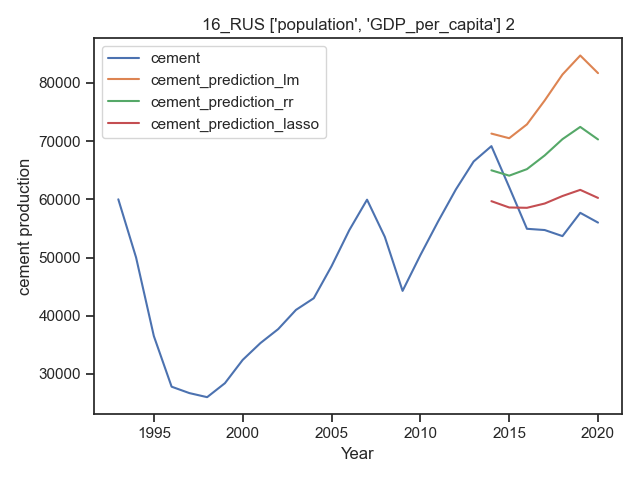 16_RUS ['population', 'GDP_per_capita'] 2
cement
cement_prediction_lm
cement_prediction_rr
cement_prediction_lasso
cement production
80000
70000
60000
50000
40000
30000
1995 2000 2005 2010 2015 2020
Year